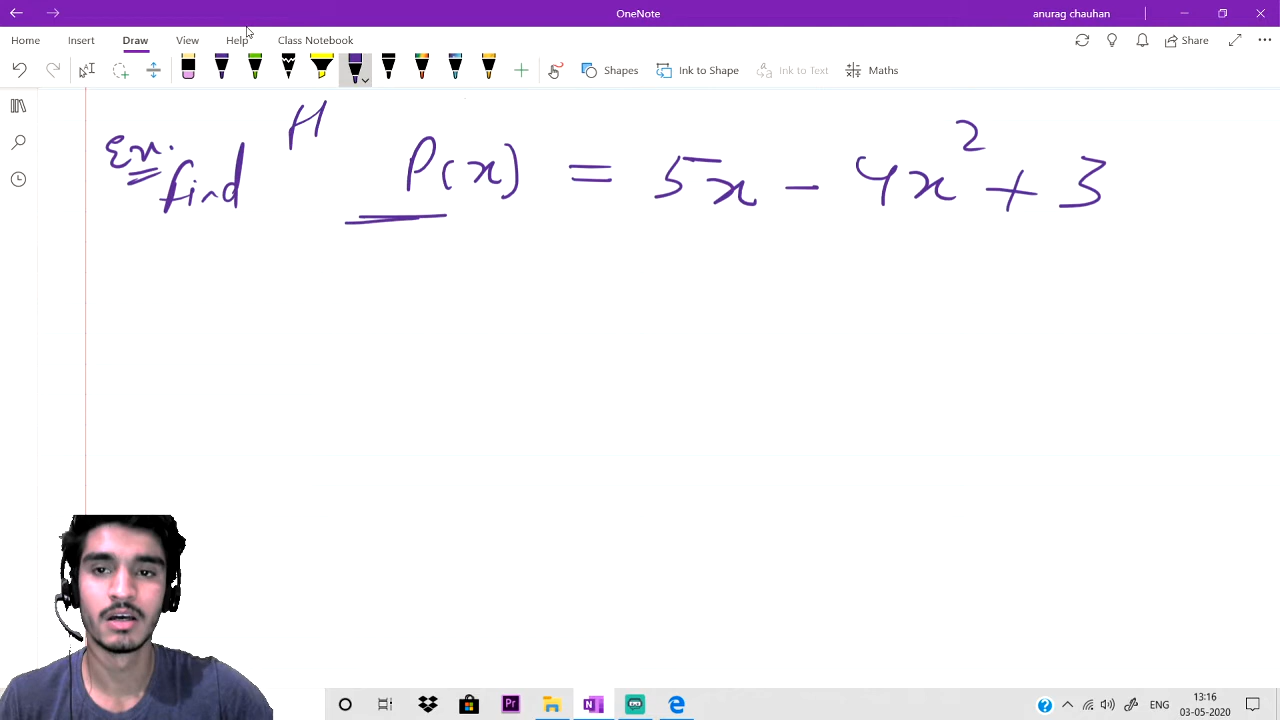 OneNote
anurag chauhan
Home Insert Draw View Help Class Notebook
Share
Shapes Ink to Shape Ink to Text Maths
Ex. find H P(x) = 5x - 4x² + 3
ENG
13:16
03-05-2020